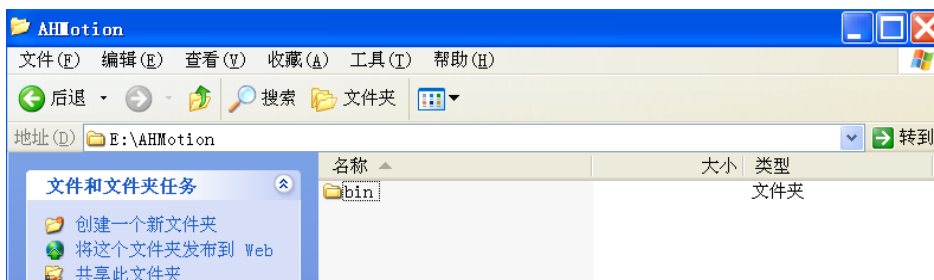 AHMotion
文件(F) 编辑(E) 查看(V) 收藏(A) 工具(T) 帮助(H)
后退 搜索 文件夹
地址(D) E:\AHMotion 转到
名称 大小 类型
文件和文件夹任务 bin 文件夹
创建一个新文件夹
将这个文件夹发布到 Web
共享此文件夹